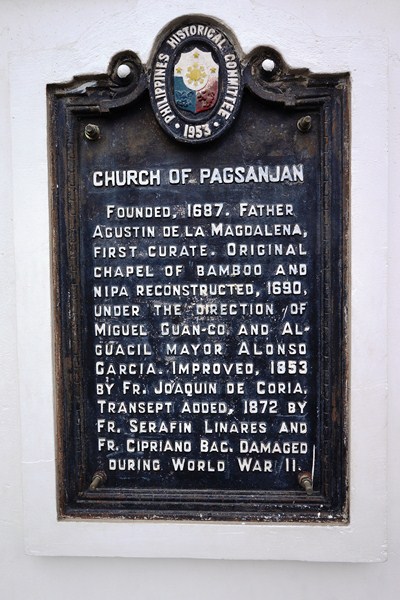 PHILIPPINES HISTORICAL COMMITTEE
• 1953 •
CHURCH OF PAGSANJAN
FOUNDED, 1687. FATHER
AGUSTIN DE LA MAGDALENA,
FIRST CURATE. ORIGINAL
CHAPEL OF BAMBOO AND
NIPA RECONSTRUCTED, 1690,
UNDER THE DIRECTION OF
MIGUEL GUAN-CO AND AL-
GUACIL MAYOR ALONSO
GARCIA. IMPROVED, 1853
BY FR. JOAQUIN DE CORIA.
TRANSEPT ADDED, 1872 BY
FR. SERAFIN LINARES AND
FR. CIPRIANO BAC. DAMAGED
DURING WORLD WAR II.